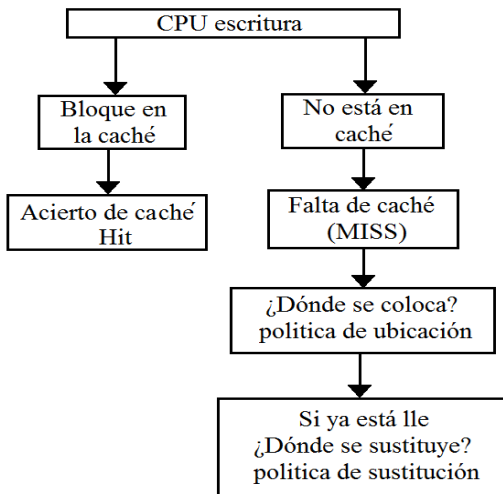 CPU escritura
Bloque en
la caché
No está en
caché
Acierto de caché
Hit
Falta de caché
(MISS)
¿Dónde se coloca?
politica de ubicación
Si ya está lle
¿Dónde se sustituye?
politica de sustitución